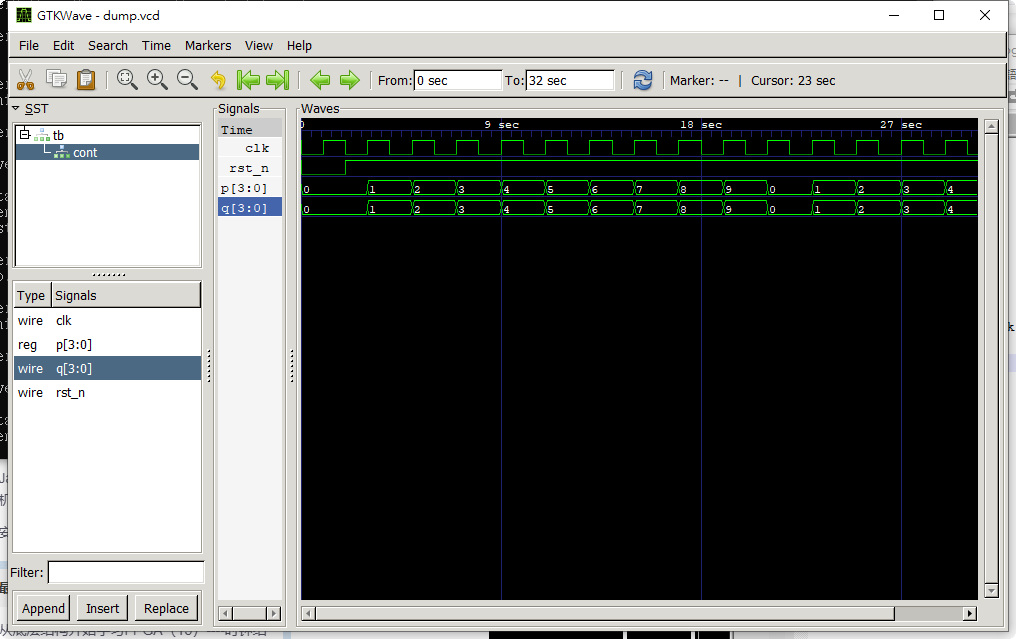 GTKWave - dump.vcd
File Edit Search Time Markers View Help
From: 0 sec To: 32 sec Marker: -- | Cursor: 23 sec
SST
tb
cont
Type Signals
wire clk
reg p[3:0]
wire q[3:0]
wire rst_n
Filter:
Append Insert Replace
Signals
Time
clk
rst_n
p[3:0]
q[3:0]
Waves
0 9 sec 18 sec 27 sec
0 1 2 3 4 5 6 7 8 9 0 1 2 3 4
0 1 2 3 4 5 6 7 8 9 0 1 2 3 4